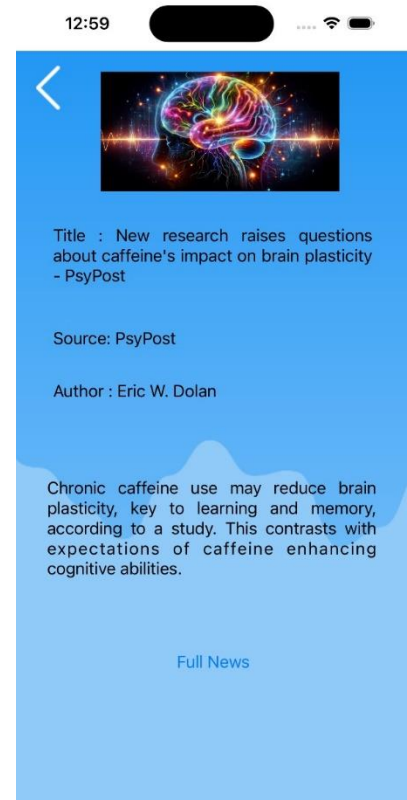 12:59
Title : New research raises questions
about caffeine's impact on brain plasticity
- PsyPost
Source: PsyPost
Author : Eric W. Dolan
Chronic caffeine use may reduce brain
plasticity, key to learning and memory,
according to a study. This contrasts with
expectations of caffeine enhancing
cognitive abilities.
Full News